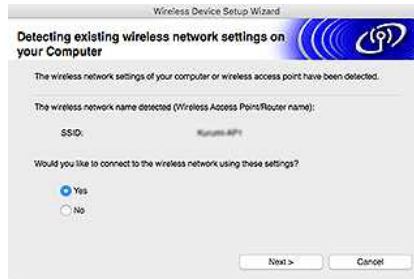 Wireless Device Setup Wizard
Detecting existing wireless network settings on
your Computer
The wireless network settings of your computer or wireless access point have been detected.
The wireless network name detected (Wireless Access Point/Router name):
SSID:
Would you like to connect to the wireless network using these settings?
Yes
No
Next >
Cancel